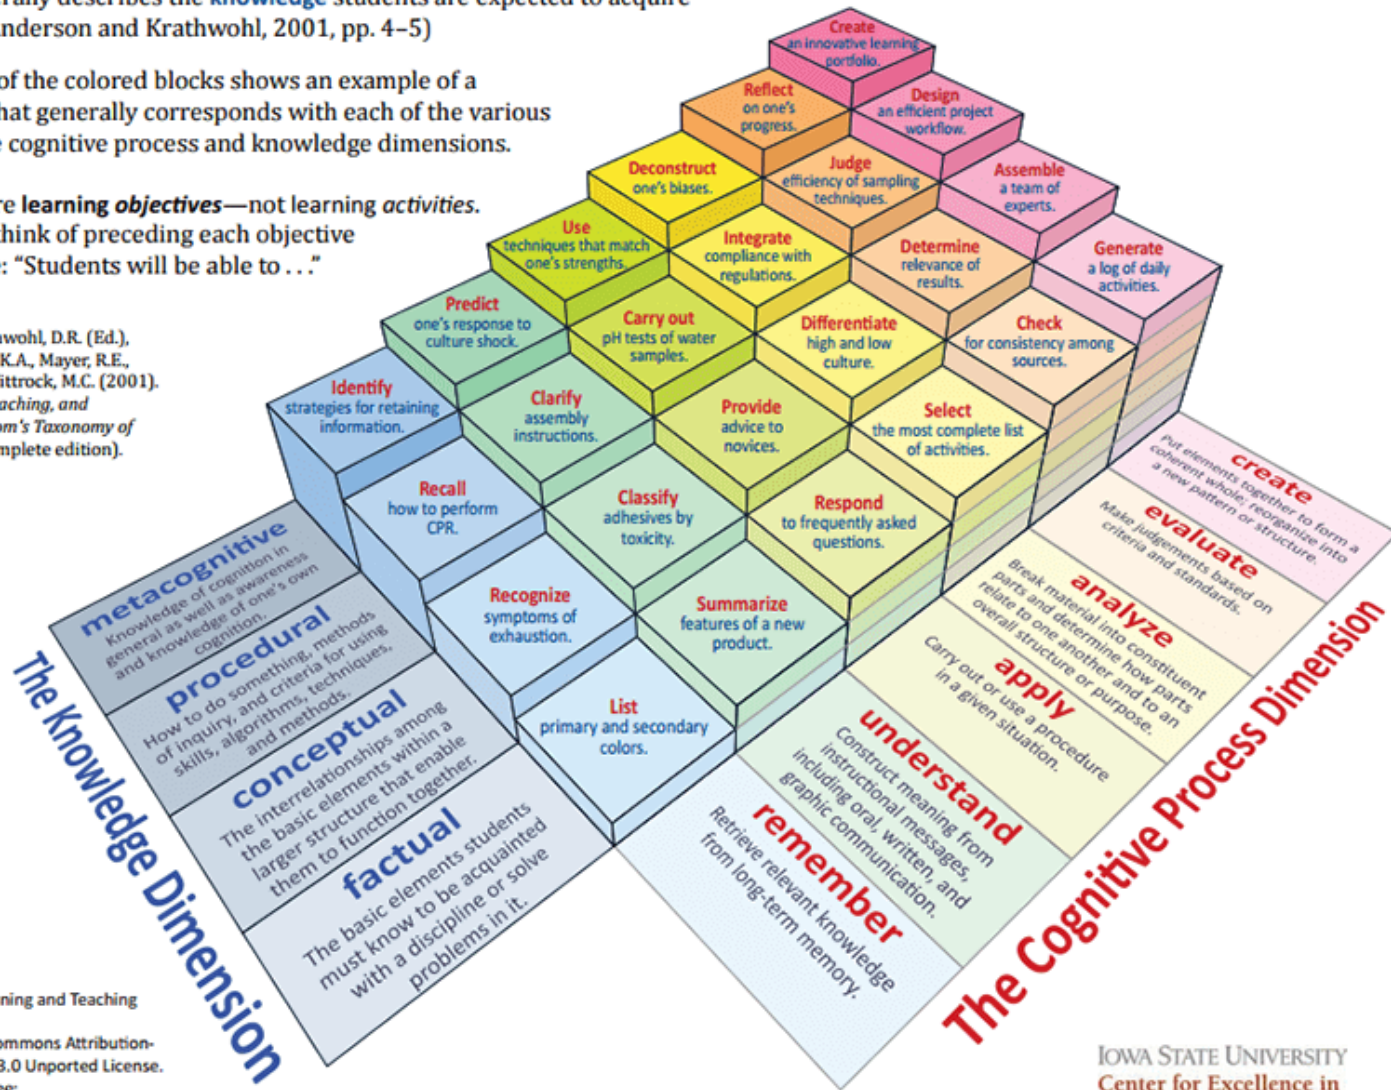 rally describes the knowledge students are expected to acquire
nderson and Krathwohl, 2001, pp. 4–5)
of the colored blocks shows an example of a
hat generally corresponds with each of the various
cognitive process and knowledge dimensions.
re learning objectives—not learning activities.
think of preceding each objective
: “Students will be able to . . .”
wohl, D.R. (Ed.),
K.A., Mayer, R.E.,
ittrock, M.C. (2001).
aching, and
om's Taxonomy of
mplete edition).
Create
an innovative learning
portfolio.
Reflect
on one's
progress.
Design
an efficient project
workflow.
Deconstruct
one's biases.
Judge
efficiency of sampling
techniques.
Assemble
a team of
experts.
Use
techniques that match
one's strengths.
Integrate
compliance with
regulations.
Determine
relevance of
results.
Generate
a log of daily
activities.
Predict
one's response to
culture shock.
Carry out
pH tests of water
samples.
Differentiate
high and low
culture.
Check
for consistency among
sources.
Identify
strategies for retaining
information.
Clarify
assembly
instructions.
Provide
advice to
novices.
Select
the most complete list
of activities.
Recall
how to perform
CPR.
Classify
adhesives by
toxicity.
Respond
to frequently asked
questions.
Recognize
symptoms of
exhaustion.
Summarize
features of a new
product.
List
primary and secondary
colors.
metacognitive
Knowledge of cognition in
general as well as awareness
and knowledge of one's own
cognition.
procedural
How to do something, methods
of inquiry, and criteria for using
skills, algorithms, techniques,
and methods.
conceptual
The interrelationships among
the basic elements within a
larger structure that enable
them to function together.
factual
The basic elements students
must know to be acquainted
with a discipline or solve
problems in it.
The Knowledge Dimension
create
Put elements together to form a
coherent whole; reorganize into
a new pattern or structure.
evaluate
Make judgements based on
criteria and standards.
analyze
Break material into constituent
parts and determine how parts
relate to one another and to an
overall structure or purpose.
apply
Carry out or use a procedure
in a given situation.
understand
Construct meaning from
instructional messages,
including oral, written, and
graphic communication.
remember
Retrieve relevant knowledge
from long-term memory.
The Cognitive Process Dimension
ning and Teaching
ommons Attribution-
3.0 Unported License.
IOWA STATE UNIVERSITY
Center for Excellence in